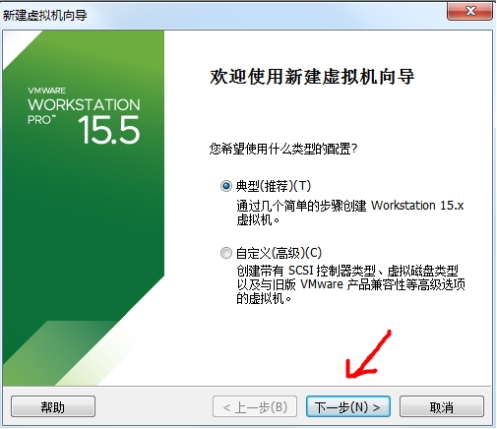 新建虚拟机向导
VMWARE
WORKSTATION
PRO™
15.5
欢迎使用新建虚拟机向导
您希望使用什么类型的配置?
典型(推荐)(T)
通过几个简单的步骤创建 Workstation 15.x
虚拟机。
自定义(高级)(C)
创建带有 SCSI 控制器类型、虚拟磁盘类型
以及与旧版 VMware 产品兼容性等高级选项
的虚拟机。
帮助
< 上一步(B)
下一步(N) >
取消